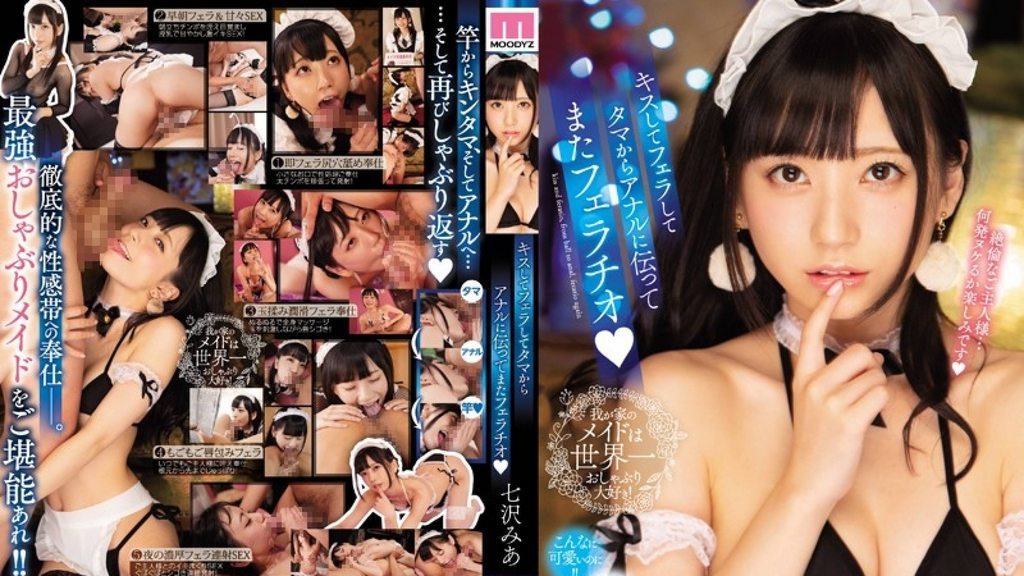 キスしてフェラして
タマからアナルに伝って
またフェラチオ♥
絶倫なご主人様…
何発ヌケるか楽しみです♥
我が家の
メイドは
世界一
おしゃぶり
大好き!
こんなに
可愛いのに!!
MOODYZ
キスしてフェラしてタマから
アナルに伝ってまたフェラチオ♥
七沢みあ
竿からキンタマ、そしてアナルへ…
…そして再びしゃぶり返す♥
徹底的な性感帯への奉仕――。
最強おしゃぶりメイドをご堪能あれ!!
①即フェラ尻穴舐め奉仕
②早朝フェラ&甘々SEX
③玉揉み潤滑フェラ奉仕
④もごもご唇包みフェラ
⑤夜の濃厚フェラ連射SEX
タマ
アナル
竿♥
我が家の
メイドは
世界一
おしゃぶり
大好き!